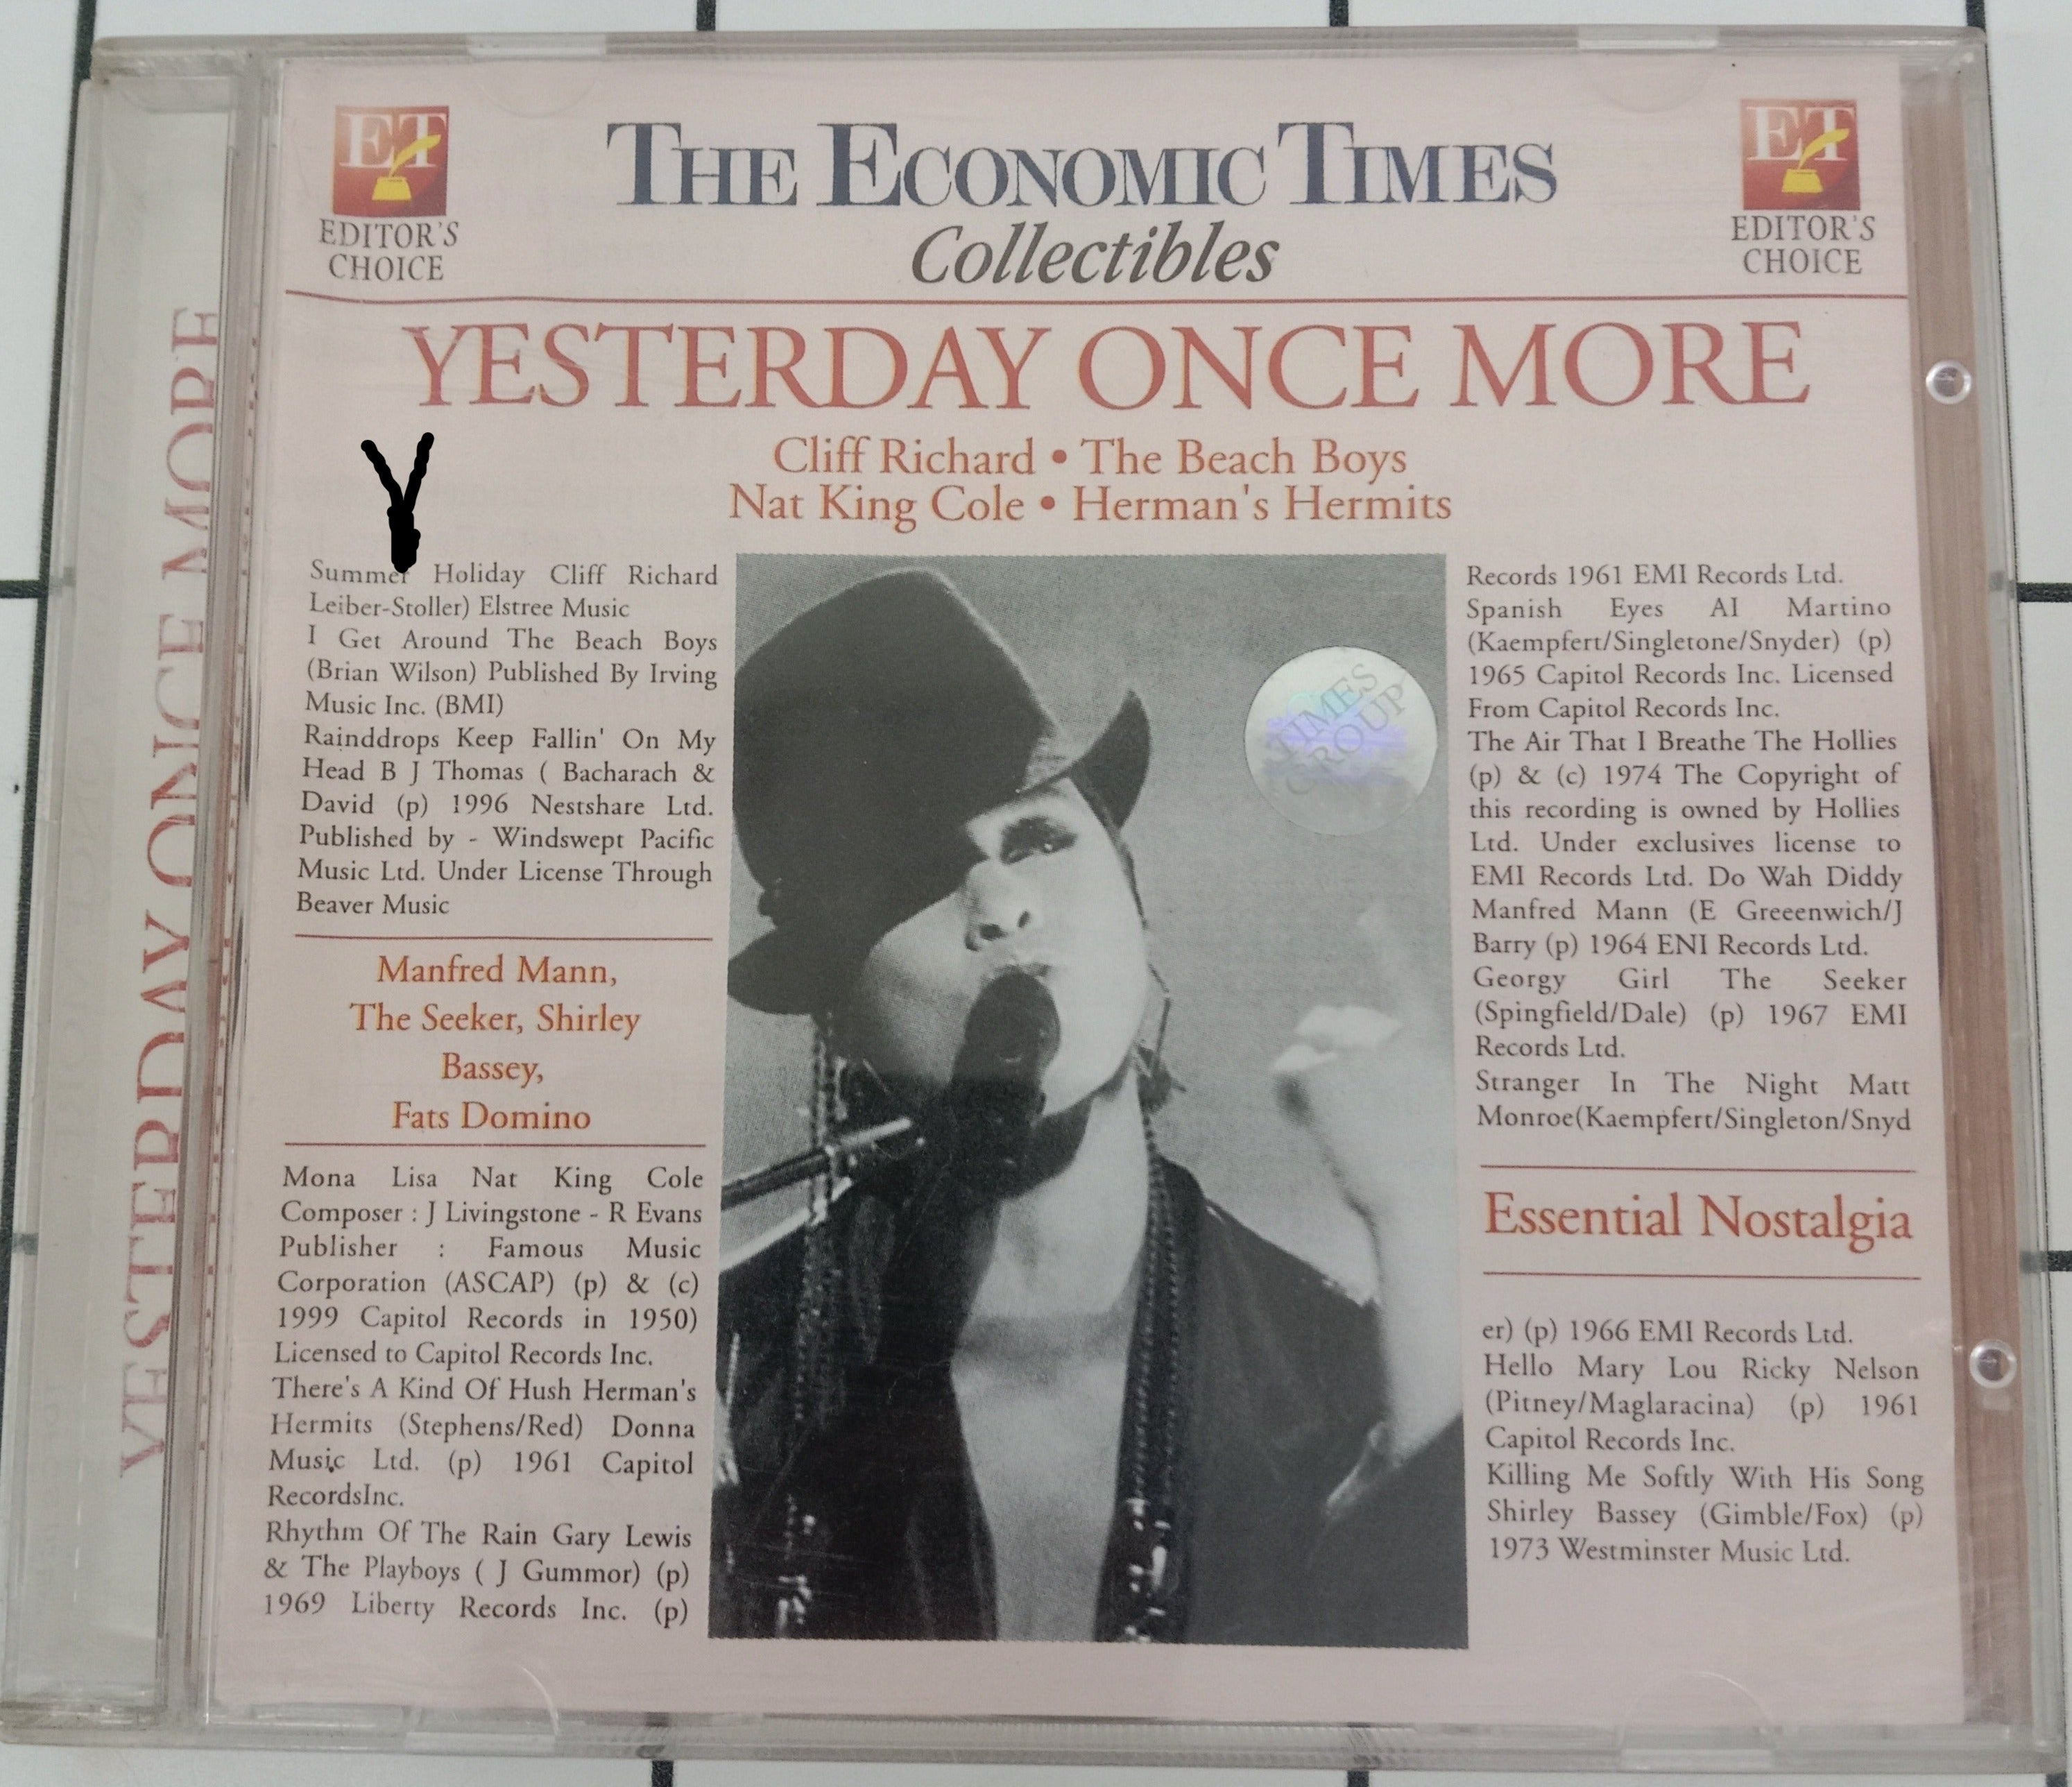 YESTERDAY ONCE MORE
ET
EDITOR'S
CHOICE
THE ECONOMIC TIMES
Collectibles
ET
EDITOR'S
CHOICE
YESTERDAY ONCE MORE
Cliff Richard • The Beach Boys
Nat King Cole • Herman's Hermits
Y
Summer Holiday Cliff Richard
Leiber-Stoller) Elstree Music
I Get Around The Beach Boys
(Brian Wilson) Published By Irving
Music Inc. (BMI)
Rainddrops Keep Fallin' On My
Head B J Thomas ( Bacharach &
David (p) 1996 Nestshare Ltd.
Published by - Windswept Pacific
Music Ltd. Under License Through
Beaver Music
Manfred Mann,
The Seeker, Shirley
Bassey,
Fats Domino
Mona Lisa Nat King Cole
Composer : J Livingstone - R Evans
Publisher : Famous Music
Corporation (ASCAP) (p) & (c)
1999 Capitol Records in 1950)
Licensed to Capitol Records Inc.
There's A Kind Of Hush Herman's
Hermits (Stephens/Red) Donna
Music Ltd. (p) 1961 Capitol
RecordsInc.
Rhythm Of The Rain Gary Lewis
& The Playboys ( J Gummor) (p)
1969 Liberty Records Inc. (p)
TIMES
GROUP
Records 1961 EMI Records Ltd.
Spanish Eyes AI Martino
(Kaempfert/Singletone/Snyder) (p)
1965 Capitol Records Inc. Licensed
From Capitol Records Inc.
The Air That I Breathe The Hollies
(p) & (c) 1974 The Copyright of
this recording is owned by Hollies
Ltd. Under exclusives license to
EMI Records Ltd. Do Wah Diddy
Manfred Mann (E Greeenwich/J
Barry (p) 1964 ENI Records Ltd.
Georgy Girl The Seeker
(Spingfield/Dale) (p) 1967 EMI
Records Ltd.
Stranger In The Night Matt
Monroe(Kaempfert/Singleton/Snyd
Essential Nostalgia
er) (p) 1966 EMI Records Ltd.
Hello Mary Lou Ricky Nelson
(Pitney/Maglaracina) (p) 1961
Capitol Records Inc.
Killing Me Softly With His Song
Shirley Bassey (Gimble/Fox) (p)
1973 Westminster Music Ltd.